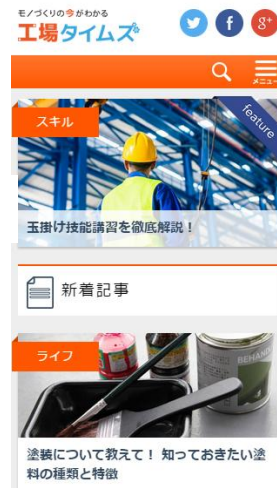 モノづくりの今がわかる
工場タイムズ
f
g+
メニュー
スキル
feature
玉掛け技能講習を徹底解説！
新着記事
ライフ
BEHAN
塗装について教えて！ 知っておきたい塗
料の種類と特徴